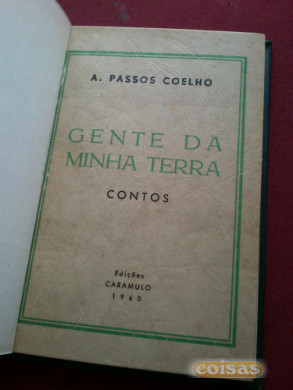 A. PASSOS COELHO
GENTE DA
MINHA TERRA
CONTOS
Edições
CARAMULO
1960
coisas